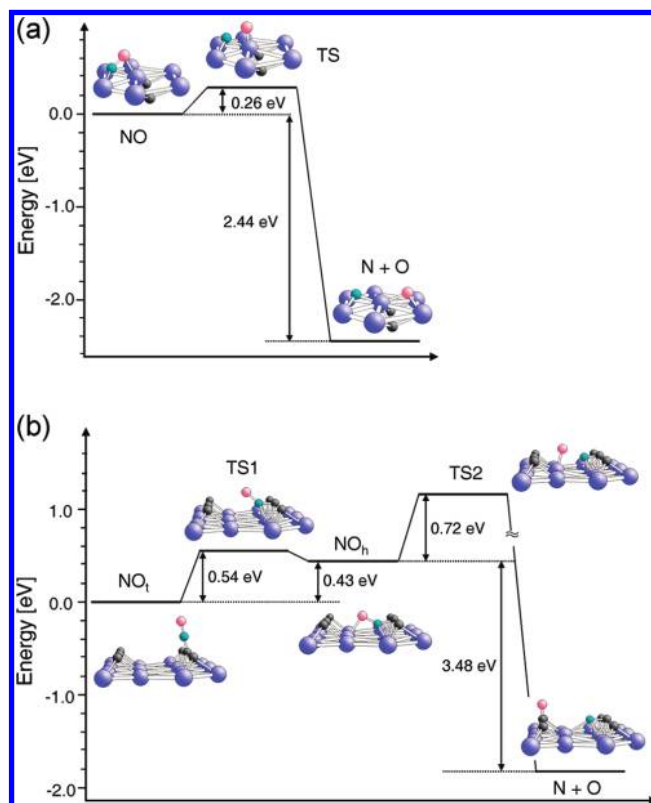 (a)
TS
0.0
0.26 eV
NO
-1.0
Energy [eV]
2.44 eV
N + O
-2.0
(b)
TS1
TS2
1.0
NOh
0.72 eV
NOt
0.54 eV
0.43 eV
0.0
Energy [eV]
3.48 eV
-1.0
-2.0
N + O